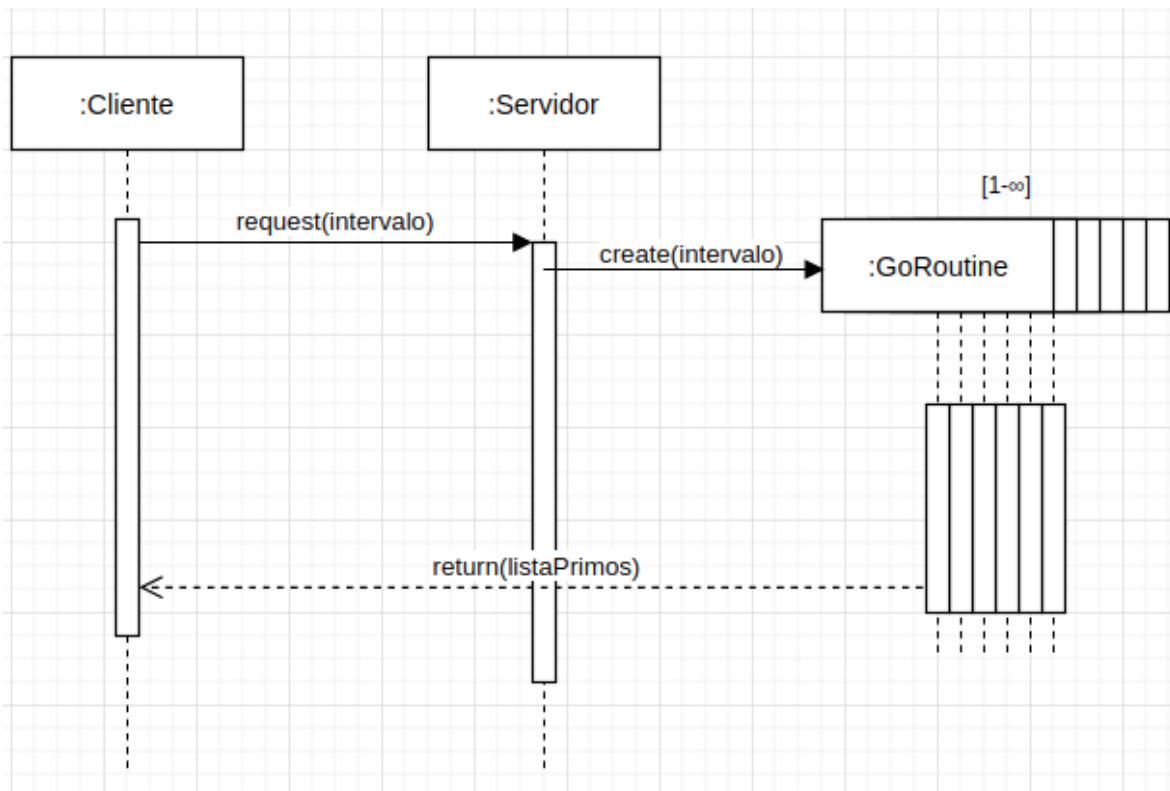 :Cliente
:Servidor
[1-∞]
request(intervalo)
create(intervalo)
:GoRoutine
return(listaPrimos)